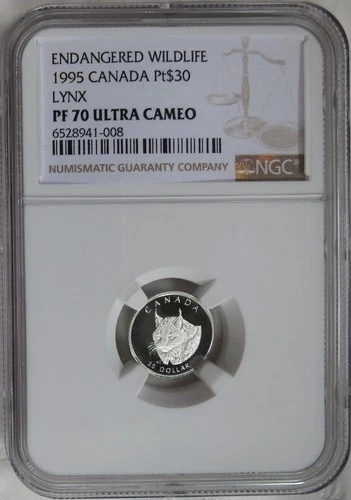 ENDANGERED WILDLIFE
1995 CANADA Pt$30
LYNX
PF 70 ULTRA CAMEO
6528941-008
NUMISMATIC GUARANTY COMPANY
NGC
CANADA
30 DOLLAR